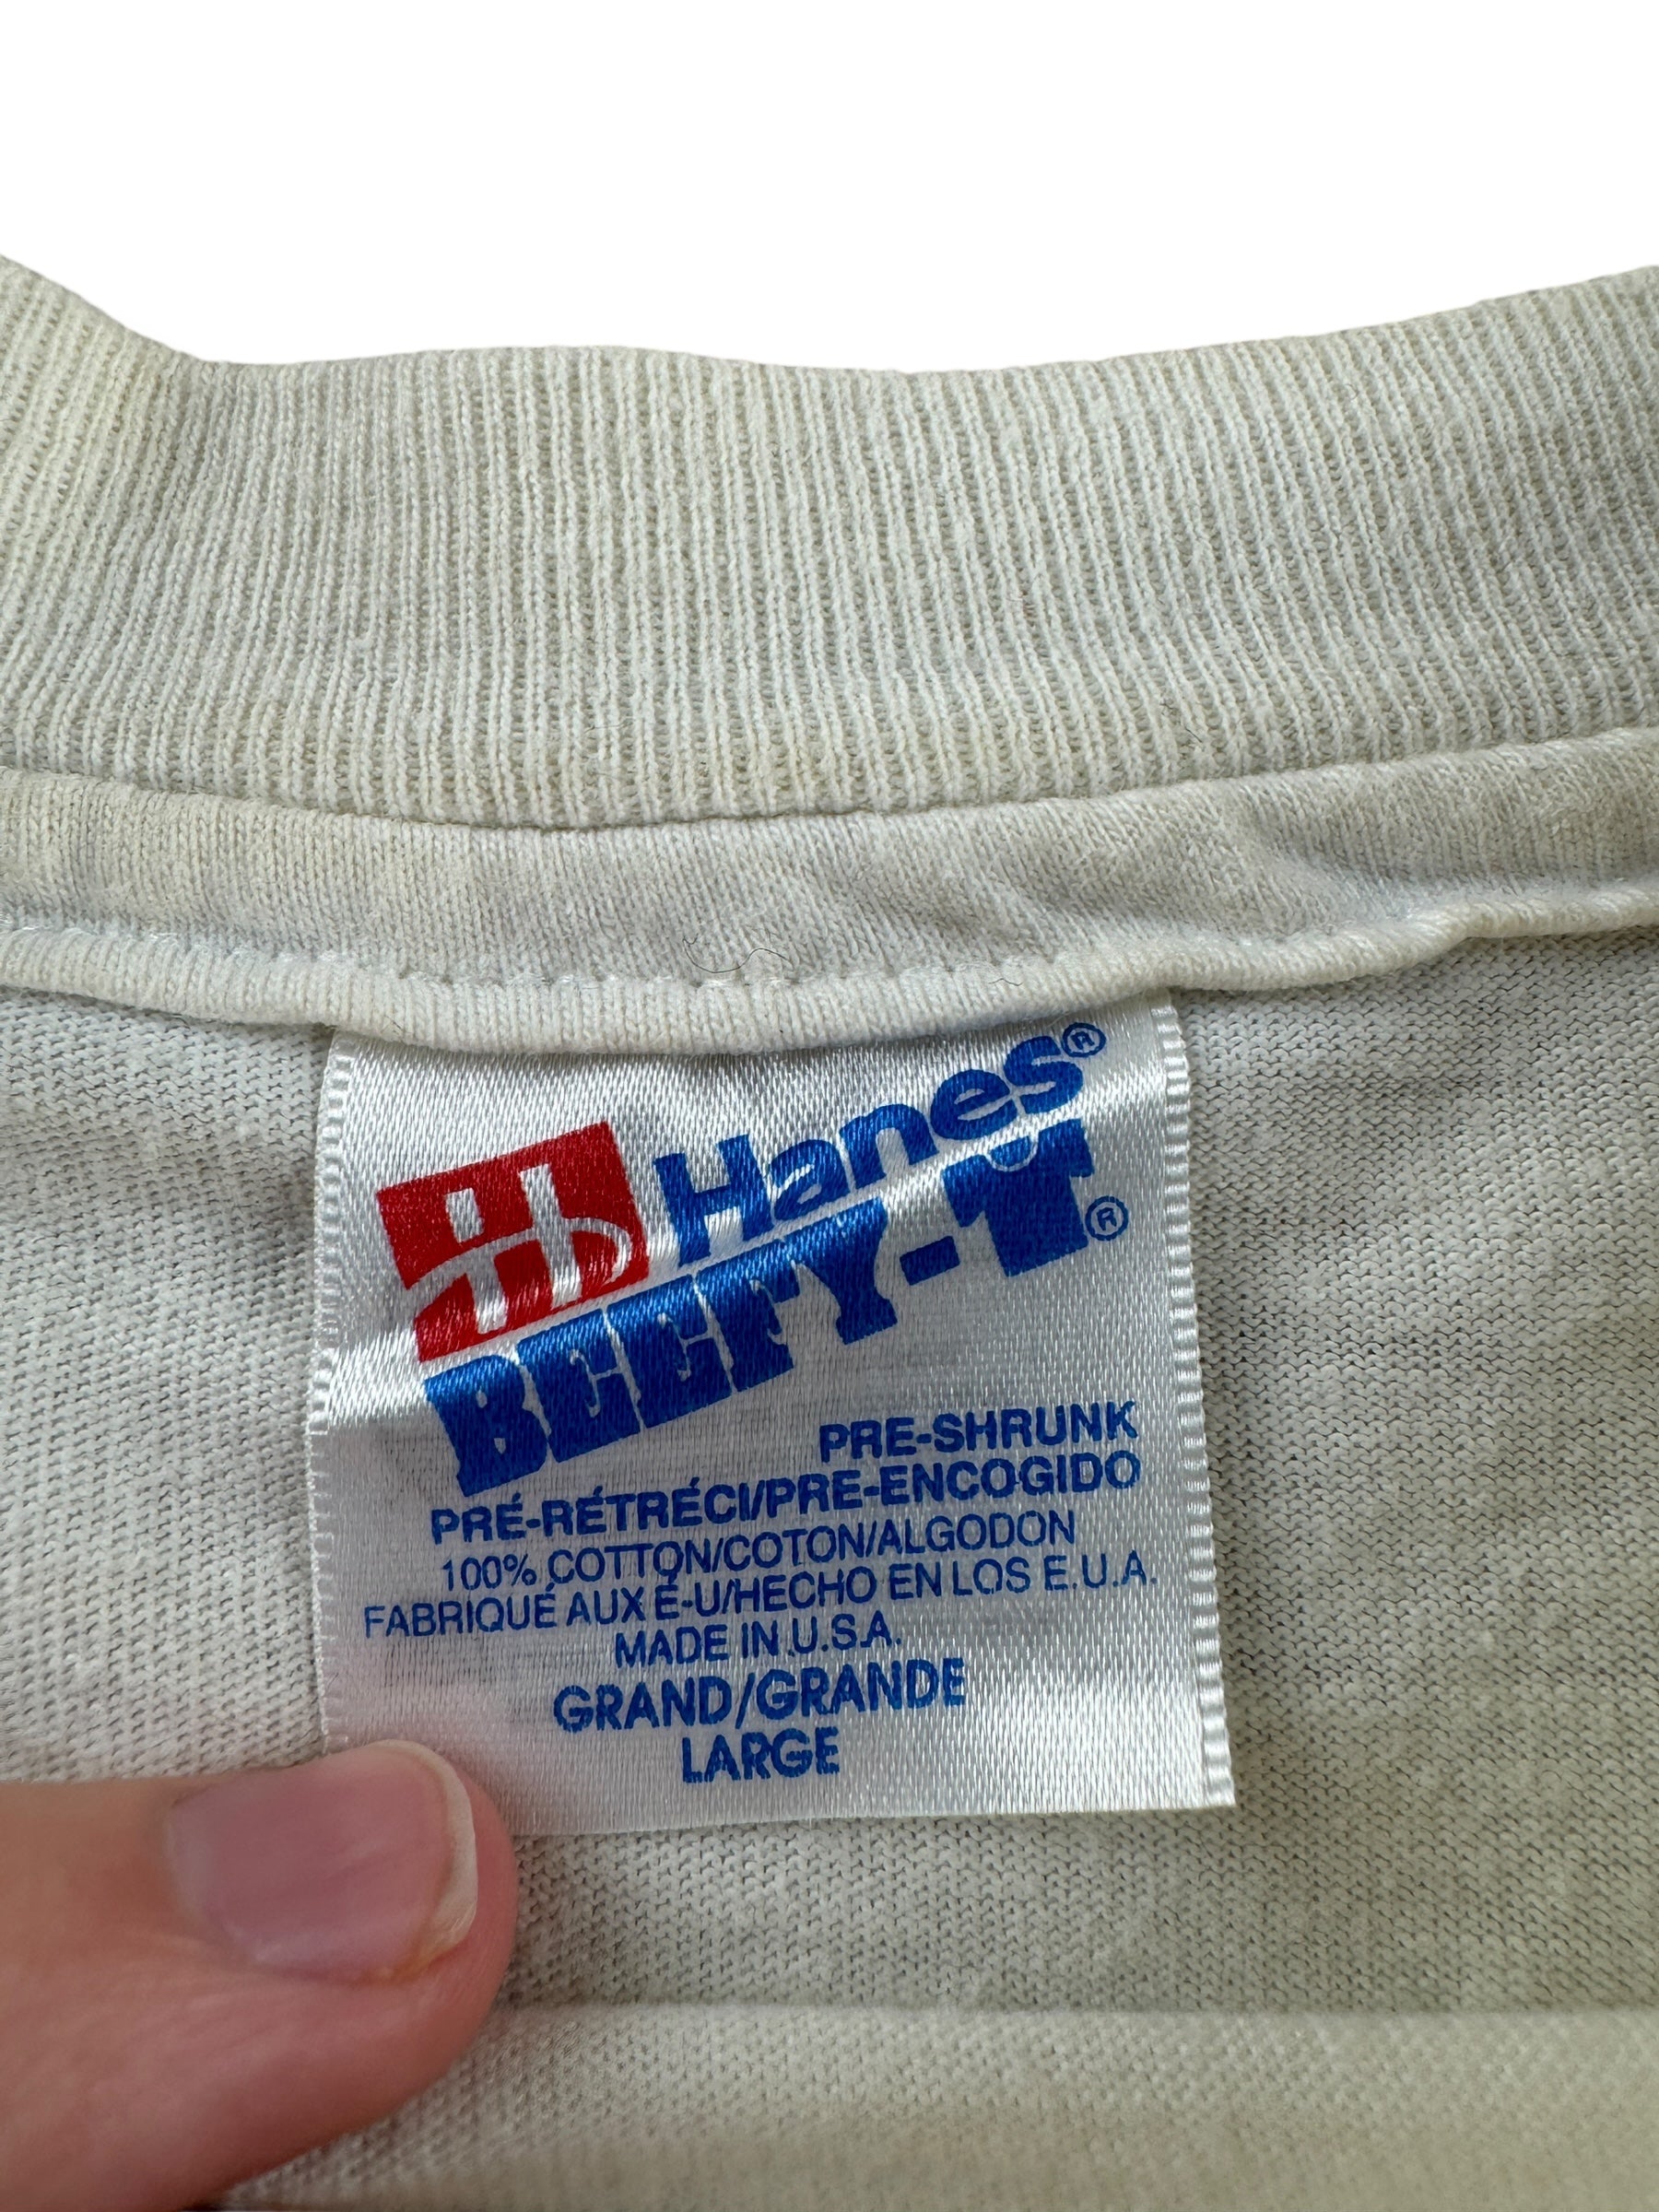 H
Hanes®
BEEFY-T®
PRE-SHRUNK
PRÉ-RÉTRÉCI/PRE-ENCOGIDO
100% COTTON/COTON/ALGODON
FABRIQUÉ AUX É-U/HECHO EN LOS E.U.A.
MADE IN U.S.A.
GRAND/GRANDE
LARGE